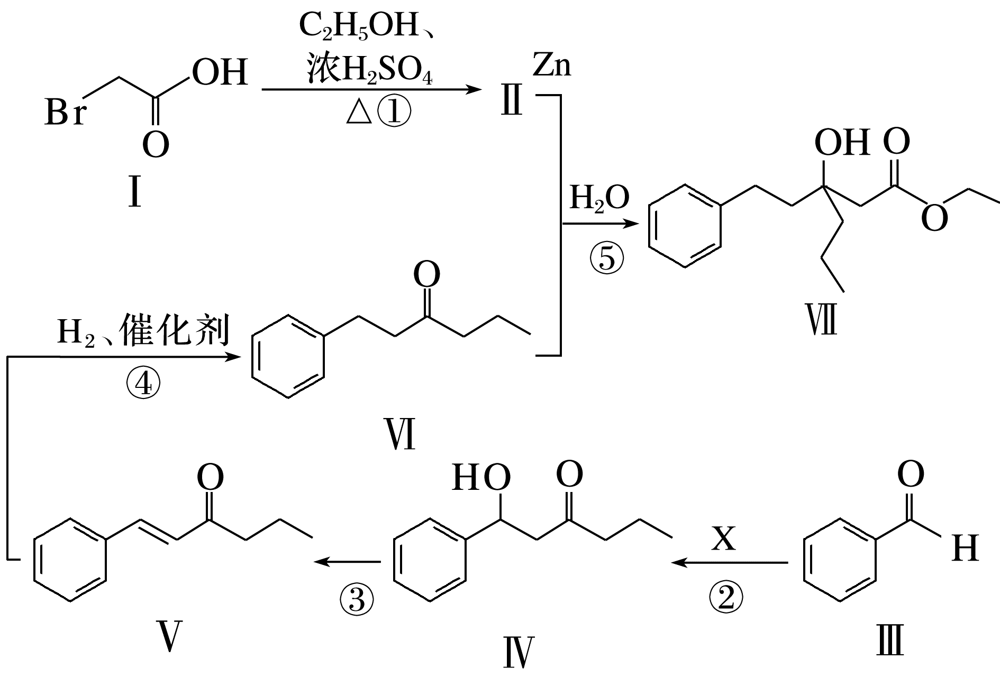 C₂H₅OH、
浓H₂SO₄
△①
Br
OH
O
Ⅰ
Ⅱ
Zn
H₂O
⑤
OH
O
O
Ⅶ
H₂、催化剂
④
O
Ⅵ
O
Ⅴ
③
HO
O
Ⅳ
X
②
O
H
Ⅲ